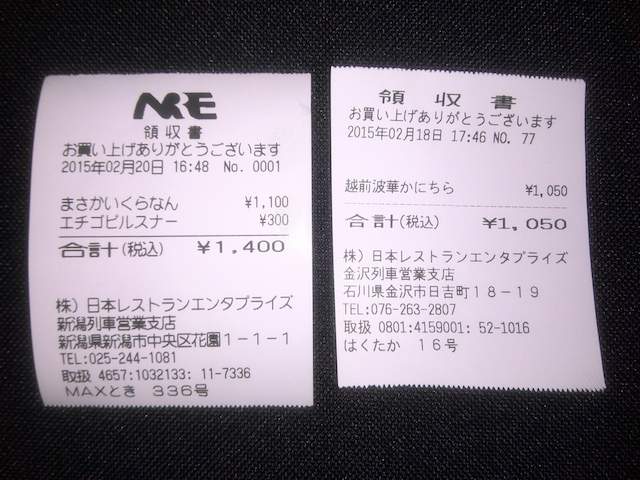 NRE
領収書
お買い上げありがとうございます
2015年02月20日 16:48 No. 0001
まさかいくらなん ¥1,100
エチゴビルスナー ¥300
合計(税込) ¥1,400
株）日本レストランエンタプライズ
新潟列車営業支店
新潟県新潟市中央区花園１－１－１
TEL:025-244-1081
取扱 4657:1032133: 11-7336
ＭＡＸとき ３３６号
領収書
お買い上げありがとうございます
2015年02月18日 17:46 NO. 77
越前波華かにちら ¥1,050
合計(税込) ¥1,050
株）日本レストランエンタプライズ
金沢列車営業支店
石川県金沢市日吉町１８－１９
TEL:076-263-2807
取扱 0801:4159001: 52-1016
はくたか １６号